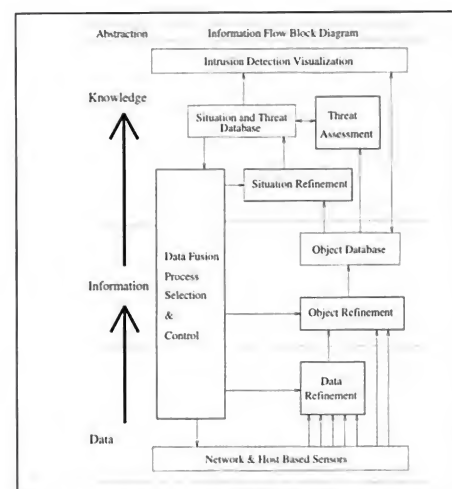 Abstraction Information Flow Block Diagram
Intrusion Detection Visualization
Knowledge
Situation and Threat
Database
Threat
Assessment
Situation Refinement
Object Database
Data Fusion
Process
Selection
&
Control
Information
Object Refinement
Data
Refinement
Data
Network & Host Based Sensors